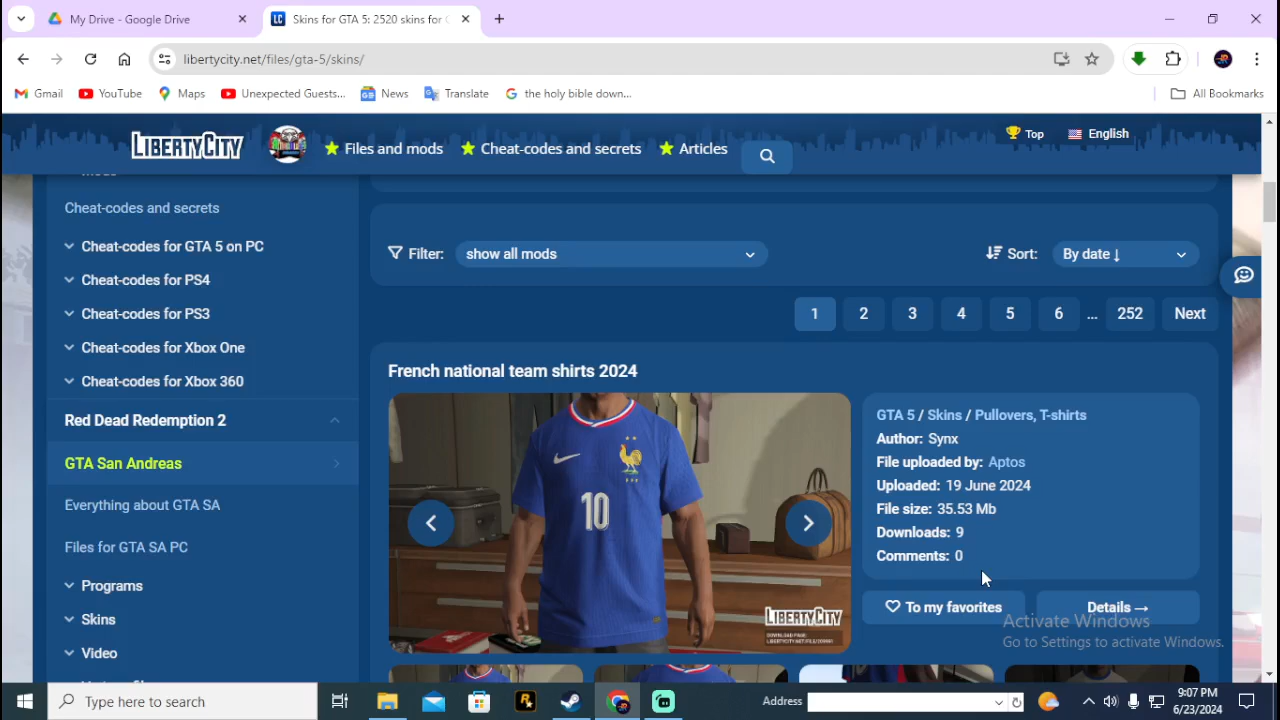 My Drive - Google Drive
Skins for GTA 5: 2520 skins for G
libertycity.net/files/gta-5/skins/
Gmail
YouTube
Maps
Unexpected Guests...
News
Translate
the holy bible down...
All Bookmarks
LIBERTYCITY
Files and mods
Cheat-codes and secrets
Articles
Top
English
Cheat-codes and secrets
Cheat-codes for GTA 5 on PC
Cheat-codes for PS4
Cheat-codes for PS3
Cheat-codes for Xbox One
Cheat-codes for Xbox 360
Red Dead Redemption 2
GTA San Andreas
Everything about GTA SA
Files for GTA SA PC
Programs
Skins
Video
Filter: show all mods
Sort: By date ↓
1 2 3 4 5 6 ... 252 Next
French national team shirts 2024
10
LIBERTYCITY
DOWNLOAD PAGE:
GTA 5 / Skins / Pullovers, T-shirts
Author: Synx
File uploaded by: Aptos
Uploaded: 19 June 2024
File size: 35.53 Mb
Downloads: 9
Comments: 0
To my favorites
Details →
Activate Windows
Go to Settings to activate Windows.
Type here to search
Address
9:07 PM
6/23/2024